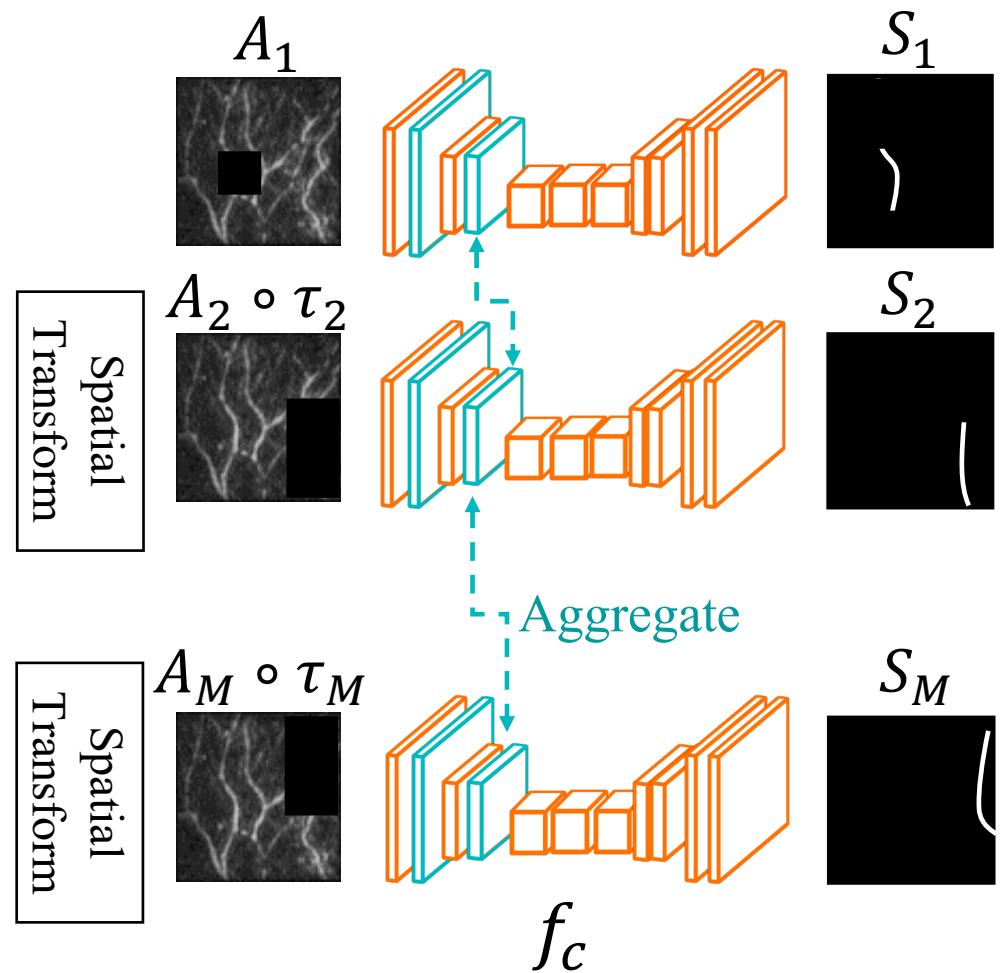 A₁
S₁
Spatial
Transform
A₂ ∘ τ₂
S₂
Aggregate
Spatial
Transform
A_M ∘ τ_M
S_M
f_c